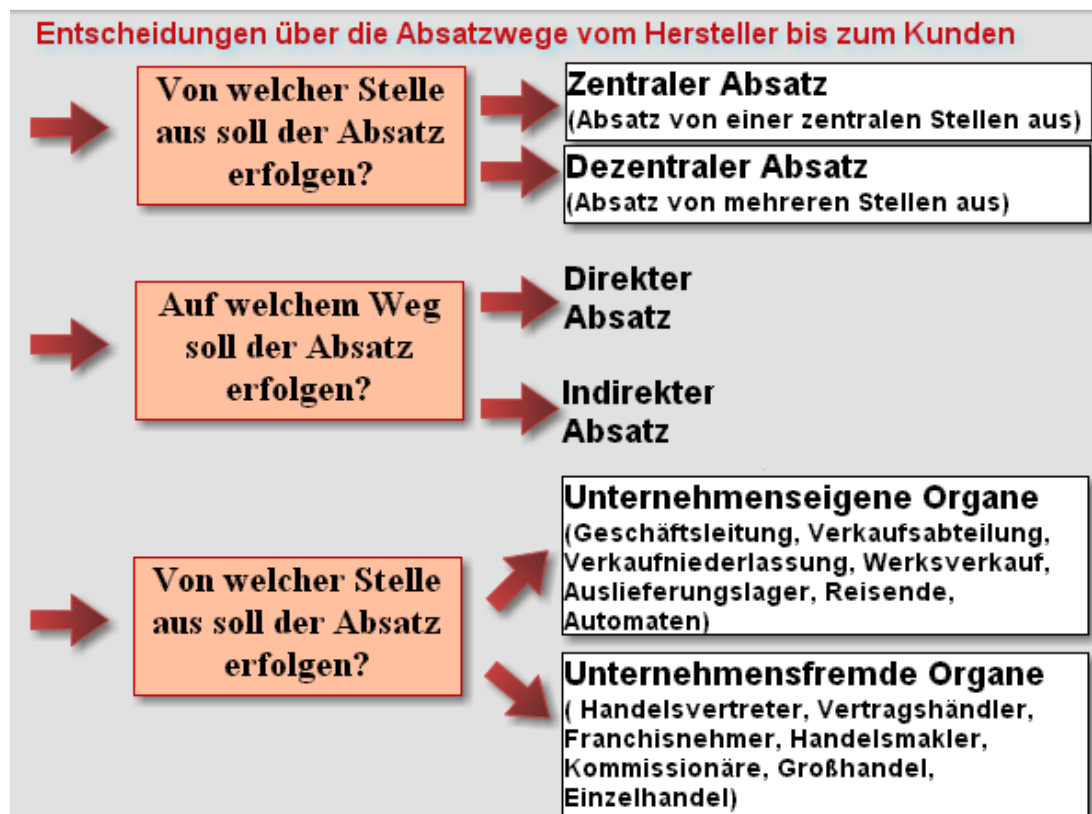 Entscheidungen über die Absatzwege vom Hersteller bis zum Kunden
Von welcher Stelle
aus soll der Absatz
erfolgen?
Zentraler Absatz
(Absatz von einer zentralen Stellen aus)
Dezentraler Absatz
(Absatz von mehreren Stellen aus)
Auf welchem Weg
soll der Absatz
erfolgen?
Direkter
Absatz
Indirekter
Absatz
Von welcher Stelle
aus soll der Absatz
erfolgen?
Unternehmenseigene Organe
(Geschäftsleitung, Verkaufsabteilung,
Verkaufniederlassung, Werksverkauf,
Auslieferungslager, Reisende,
Automaten)
Unternehmensfremde Organe
( Handelsvertreter, Vertragshändler,
Franchisnehmer, Handelsmakler,
Kommissionäre, Großhandel,
Einzelhandel)